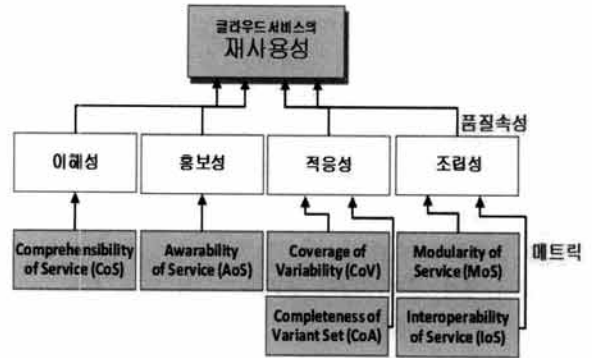 클라우드 서비스의
재사용성
품질속성
이해성
홍보성
적응성
조립성
Comprehensibility
of Service (CoS)
Awarability
of Service (AoS)
Coverage of
Variability (CoV)
Modularity of
Service (MoS)
메트릭
Completeness of
Variant Set (CoA)
Interoperability
of Service (IoS)